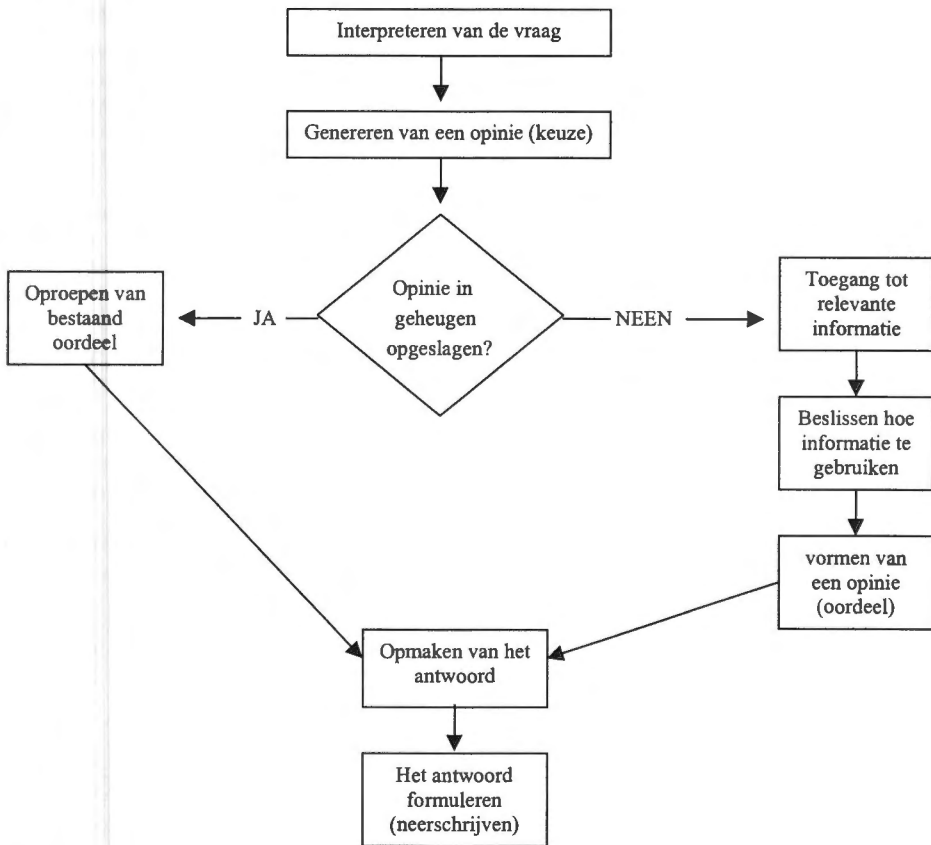 Interpreteren van de vraag
Genereren van een opinie (keuze)
Opinie in
geheugen
opgeslagen?
JA
NEEN
Oproepen van
bestaand
oordeel
Toegang tot
relevante
informatie
Beslissen hoe
informatie te
gebruiken
vormen van
een opinie
(oordeel)
Opmaken van het
antwoord
Het antwoord
formuleren
(neerschrijven)